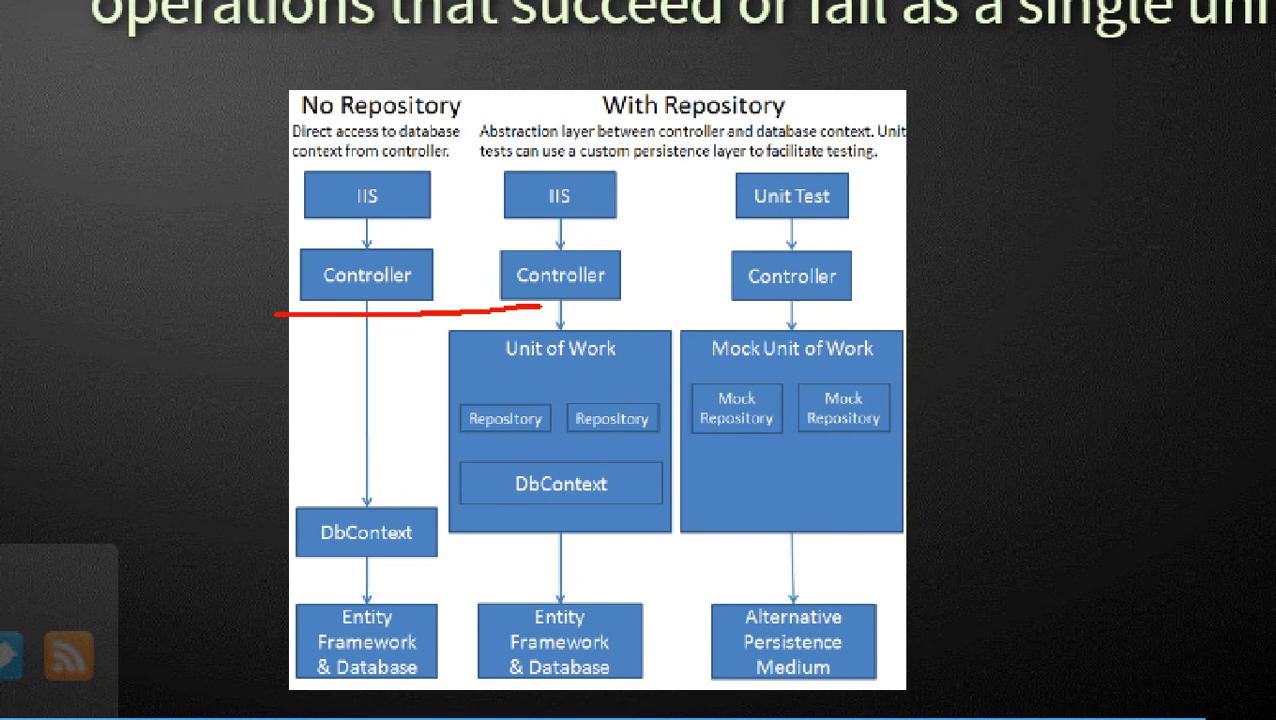 operations that succeed or fail as a single uni
No Repository
Direct access to database
context from controller.
With Repository
Abstraction layer between controller and database context. Unit
tests can use a custom persistence layer to facilitate testing.
IIS
Controller
DbContext
Entity
Framework
& Database
IIS
Controller
Unit of Work
Repository
Repository
DbContext
Entity
Framework
& Database
Unit Test
Controller
Mock Unit of Work
Mock
Repository
Mock
Repository
Alternative
Persistence
Medium